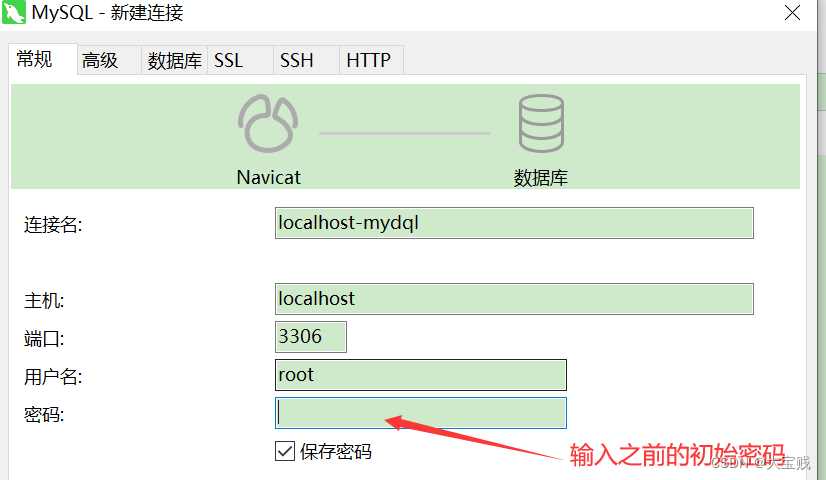 MySQL - 新建连接
常规 高级 数据库 SSL SSH HTTP
Navicat 数据库
连接名: localhost-mydql
主机: localhost
端口: 3306
用户名: root
密码:
保存密码
输入之前的初始密码
CSDN @大宝贱